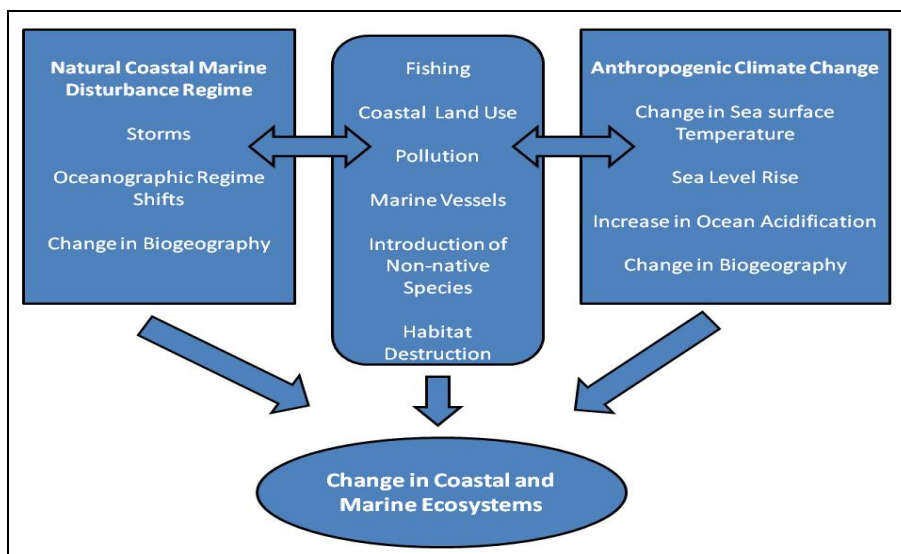 Natural Coastal Marine
Disturbance Regime
Storms
Oceanographic Regime
Shifts
Change in Biogeography
Fishing
Coastal Land Use
Pollution
Marine Vessels
Introduction of
Non-native
Species
Habitat
Destruction
Anthropogenic Climate Change
Change in Sea surface
Temperature
Sea Level Rise
Increase in Ocean Acidification
Change in Biogeography
Change in Coastal and
Marine Ecosystems